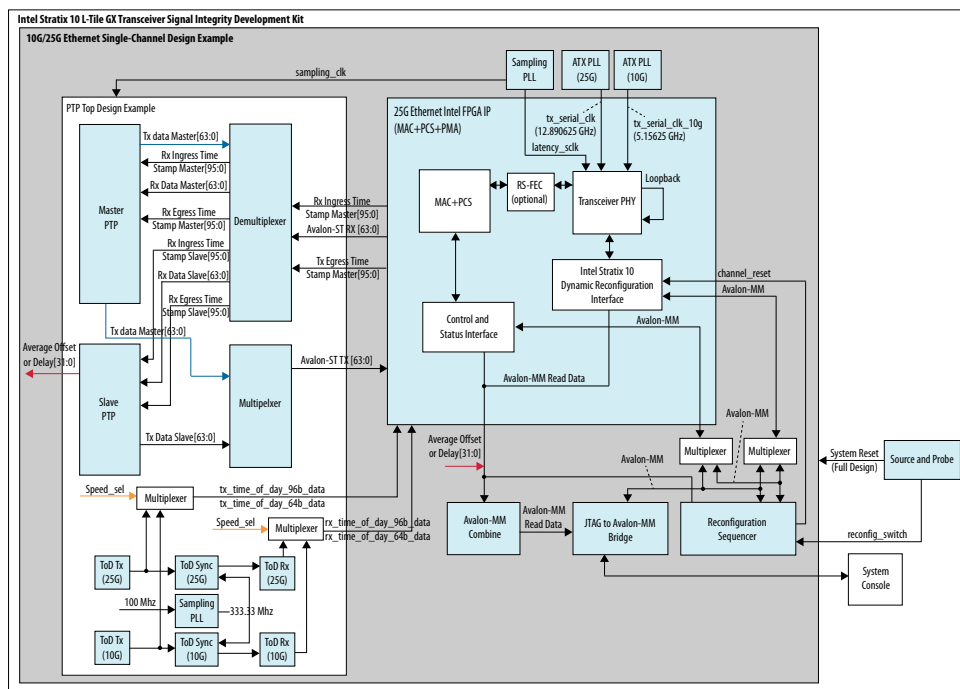 Intel Stratix 10 L-Tile GX Transceiver Signal Integrity Development Kit
10G/25G Ethernet Single-Channel Design Example
sampling_clk
Sampling
PLL
ATX PLL
(25G)
ATX PLL
(10G)
PTP Top Design Example
25G Ethernet Intel FPGA IP
(MAC+PCS+PMA)
tx_serial_clk
(12.890625 GHz)
tx_serial_clk_10g
(5.15625 GHz)
latency_sclk
Tx data Master[63:0]
Rx Ingress Time
Stamp Master[95:0]
Rx Data Master[63:0]
Rx Egress Time
Stamp Master[95:0]
Rx Ingress Time
Stamp Slave[95:0]
Rx Data Slave[63:0]
Rx Egress Time
Stamp Slave[95:0]
Tx data Master[63:0]
Master
PTP
Demultiplexer
Rx Ingress Time
Stamp Master[95:0]
Avalon-ST RX [63:0]
Tx Egress Time
Stamp Master[95:0]
MAC+PCS
RS-FEC
(optional)
Transceiver PHY
Loopback
Intel Stratix 10
Dynamic Reconfiguration
Interface
channel_reset
Avalon-MM
Control and
Status Interface
Avalon-MM
Average Offset
or Delay[31:0]
Slave
PTP
Multipelxer
Avalon-ST TX [63:0]
Tx Data Slave[63:0]
Avalon-MM Read Data
Avalon-MM
Average Offset
or Delay[31:0]
Avalon-MM
Multiplexer
Multiplexer
System Reset
(Full Design)
Source and Probe
Speed_sel
Multiplexer
tx_time_of_day_96b_data
tx_time_of_day_64b_data
Speed_sel
Multiplexer
rx_time_of_day_96b_data
rx_time_of_day_64b_data
Avalon-MM
Combine
Avalon-MM
Read Data
JTAG to Avalon-MM
Bridge
Reconfiguration
Sequencer
reconfig_switch
System
Console
ToD Tx
(25G)
ToD Sync
(25G)
ToD Rx
(25G)
100 Mhz
Sampling
PLL
333.33 Mhz
ToD Tx
(10G)
ToD Sync
(10G)
ToD Rx
(10G)